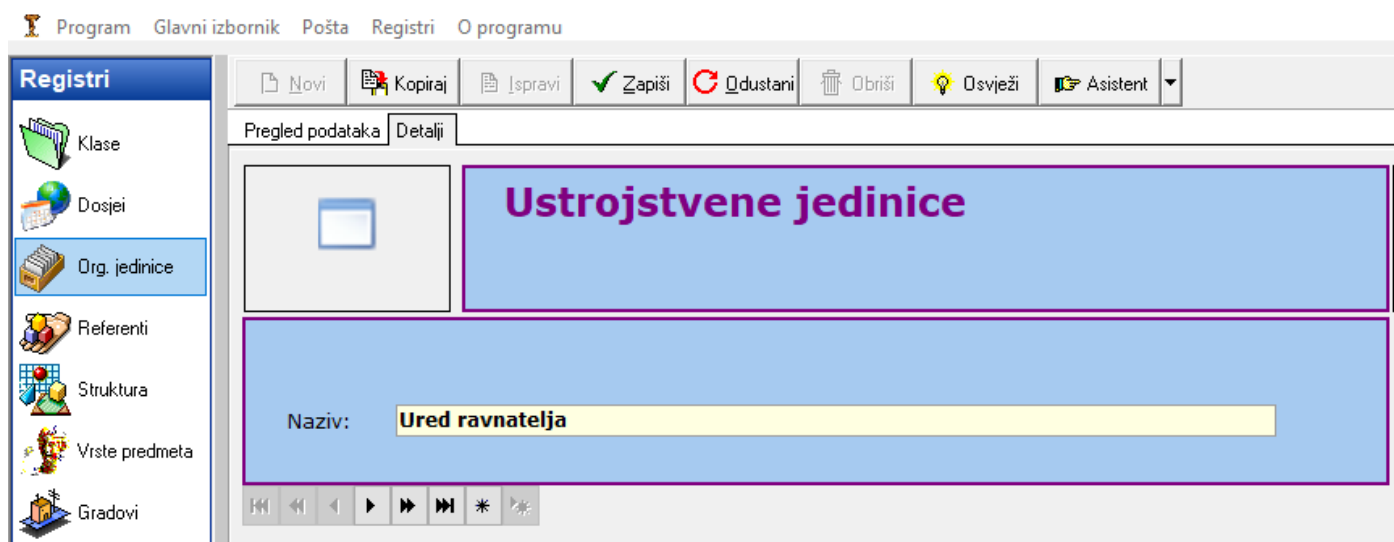 Program Glavni izbornik Pošta Registri O programu
Registri
Novi Kopiraj Ispravi Zapiši Odustani Obriši Osvježi Asistent
Pregled podataka Detalji
Klase
Dosjei
Org. jedinice
Referenti
Struktura
Vrste predmeta
Gradovi
Ustrojstvene jedinice
Naziv: Ured ravnatelja